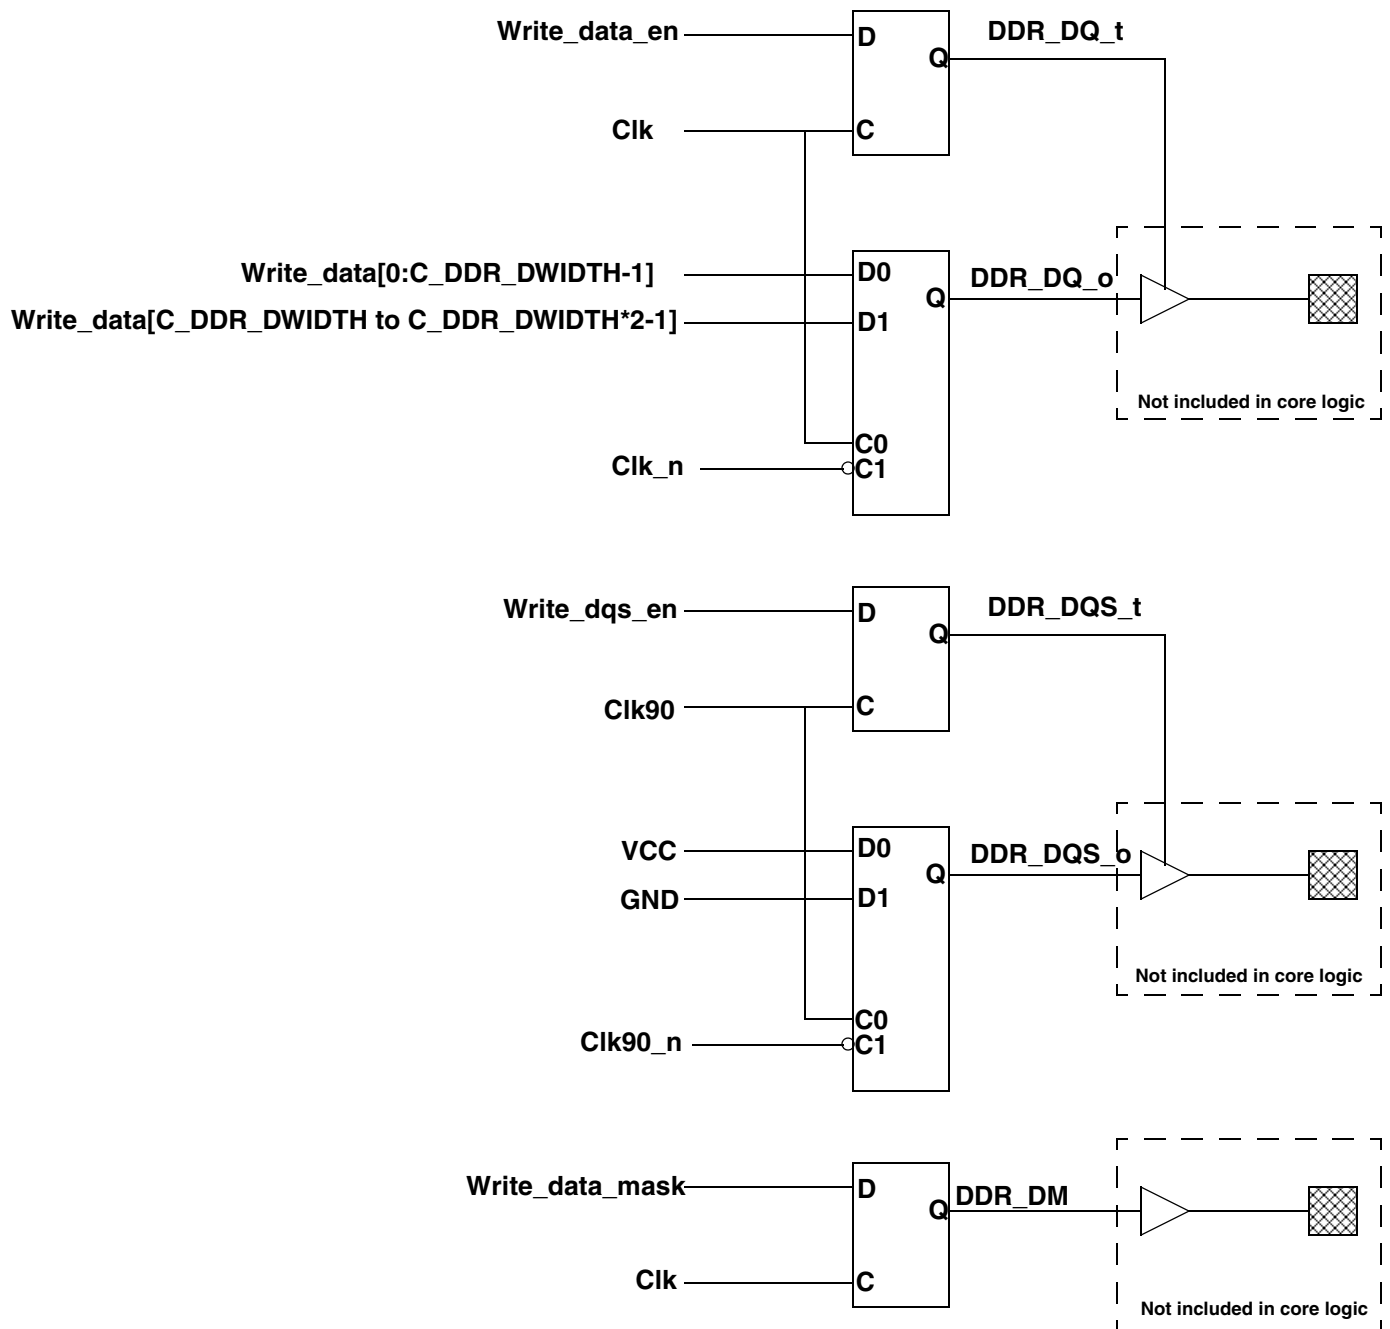 Write_data_en
D
Q
DDR_DQ_t
Clk
C
Write_data[0:C_DDR_DWIDTH-1]
D0
Q
DDR_DQ_o
Write_data[C_DDR_DWIDTH to C_DDR_DWIDTH*2-1]
D1
Not included in core logic
C0
Clk_n
C1
Write_dqs_en
D
Q
DDR_DQS_t
Clk90
C
VCC
D0
Q
DDR_DQS_o
GND
D1
Not included in core logic
C0
Clk90_n
C1
Write_data_mask
D
Q
DDR_DM
Clk
C
Not included in core logic